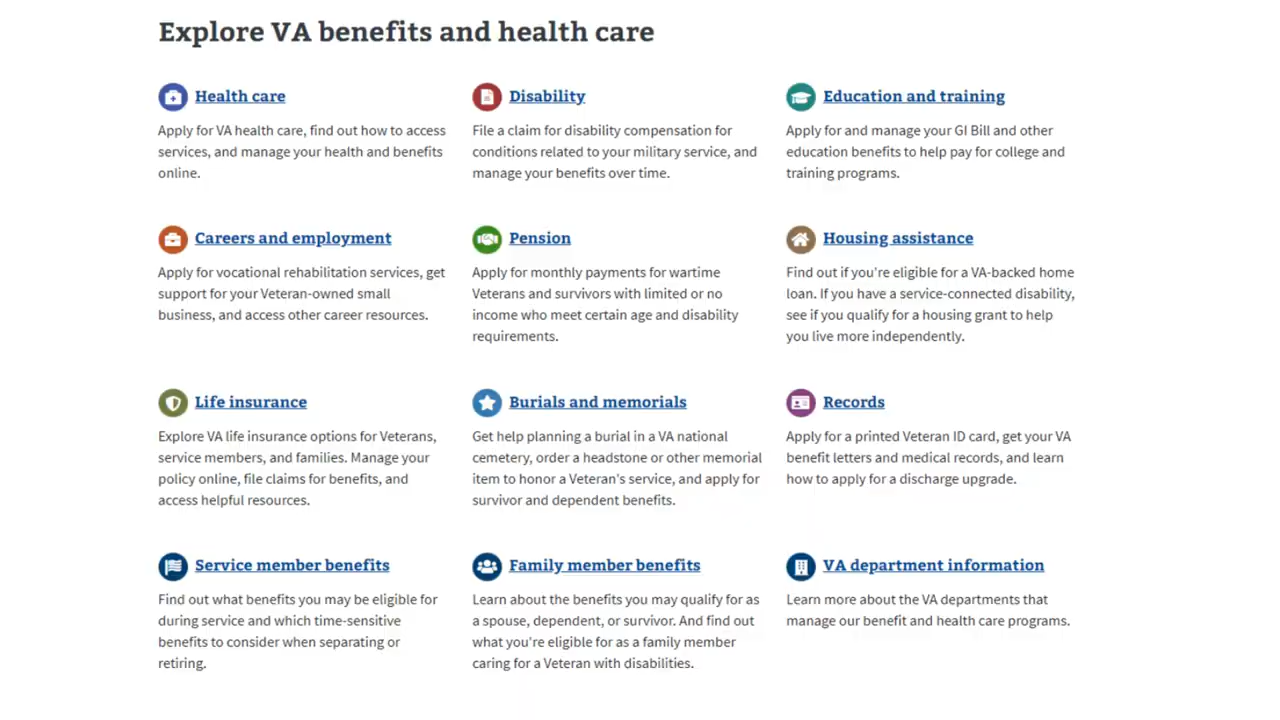 Explore VA benefits and health care
Health care
Apply for VA health care, find out how to access
services, and manage your health and benefits
online.
Disability
File a claim for disability compensation for
conditions related to your military service, and
manage your benefits over time.
Education and training
Apply for and manage your GI Bill and other
education benefits to help pay for college and
training programs.
Careers and employment
Apply for vocational rehabilitation services, get
support for your Veteran-owned small
business, and access other career resources.
Pension
Apply for monthly payments for wartime
Veterans and survivors with limited or no
income who meet certain age and disability
requirements.
Housing assistance
Find out if you're eligible for a VA-backed home
loan. If you have a service-connected disability,
see if you qualify for a housing grant to help
you live more independently.
Life insurance
Explore VA life insurance options for Veterans,
service members, and families. Manage your
policy online, file claims for benefits, and
access helpful resources.
Burials and memorials
Get help planning a burial in a VA national
cemetery, order a headstone or other memorial
item to honor a Veteran's service, and apply for
survivor and dependent benefits.
Records
Apply for a printed Veteran ID card, get your VA
benefit letters and medical records, and learn
how to apply for a discharge upgrade.
Service member benefits
Find out what benefits you may be eligible for
during service and which time-sensitive
benefits to consider when separating or
retiring.
Family member benefits
Learn about the benefits you may qualify for as
a spouse, dependent, or survivor. And find out
what you're eligible for as a family member
caring for a Veteran with disabilities.
VA department information
Learn more about the VA departments that
manage our benefit and health care programs.